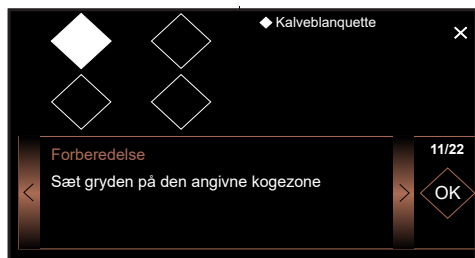 Kalveblanquette
Forberedelse
11/22
Sæt gryden på den angivne kogezone
OK